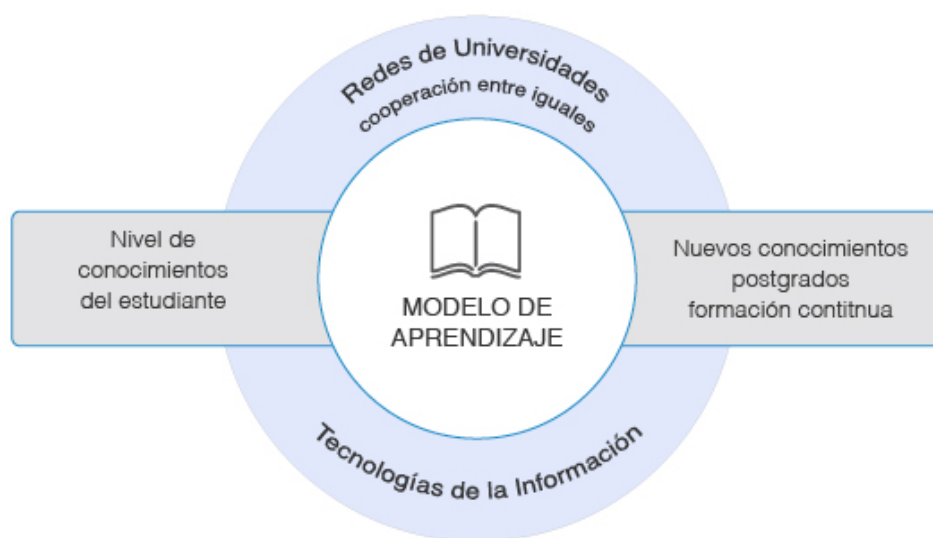 Redes de Universidades
cooperación entre iguales
Nivel de
conocimientos
del estudiante
MODELO DE
APRENDIZAJE
Nuevos conocimientos
postgrados
formación contitnua
Tecnologías de la Información